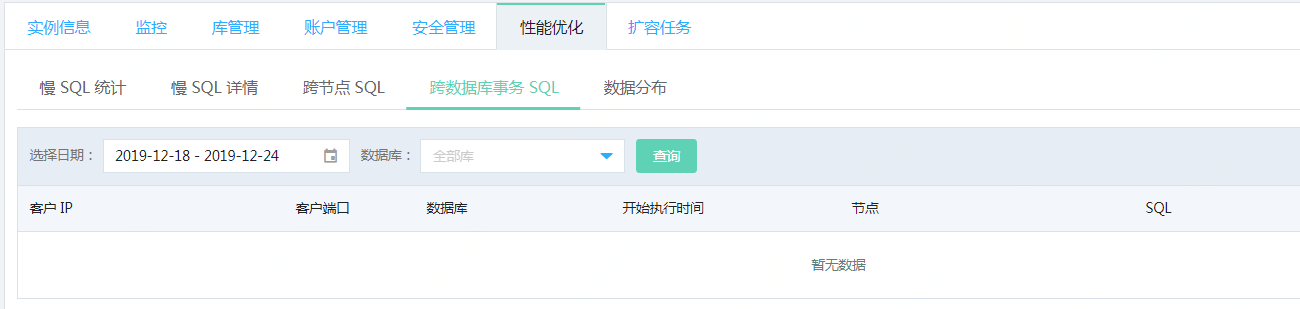 实例信息 监控 库管理 账户管理 安全管理 性能优化 扩容任务
慢 SQL 统计 慢 SQL 详情 跨节点 SQL 跨数据库事务 SQL 数据分布
选择日期： 2019-12-18 - 2019-12-24 数据库： 全部库 查询
客户 IP 客户端口 数据库 开始执行时间 节点 SQL
暂无数据